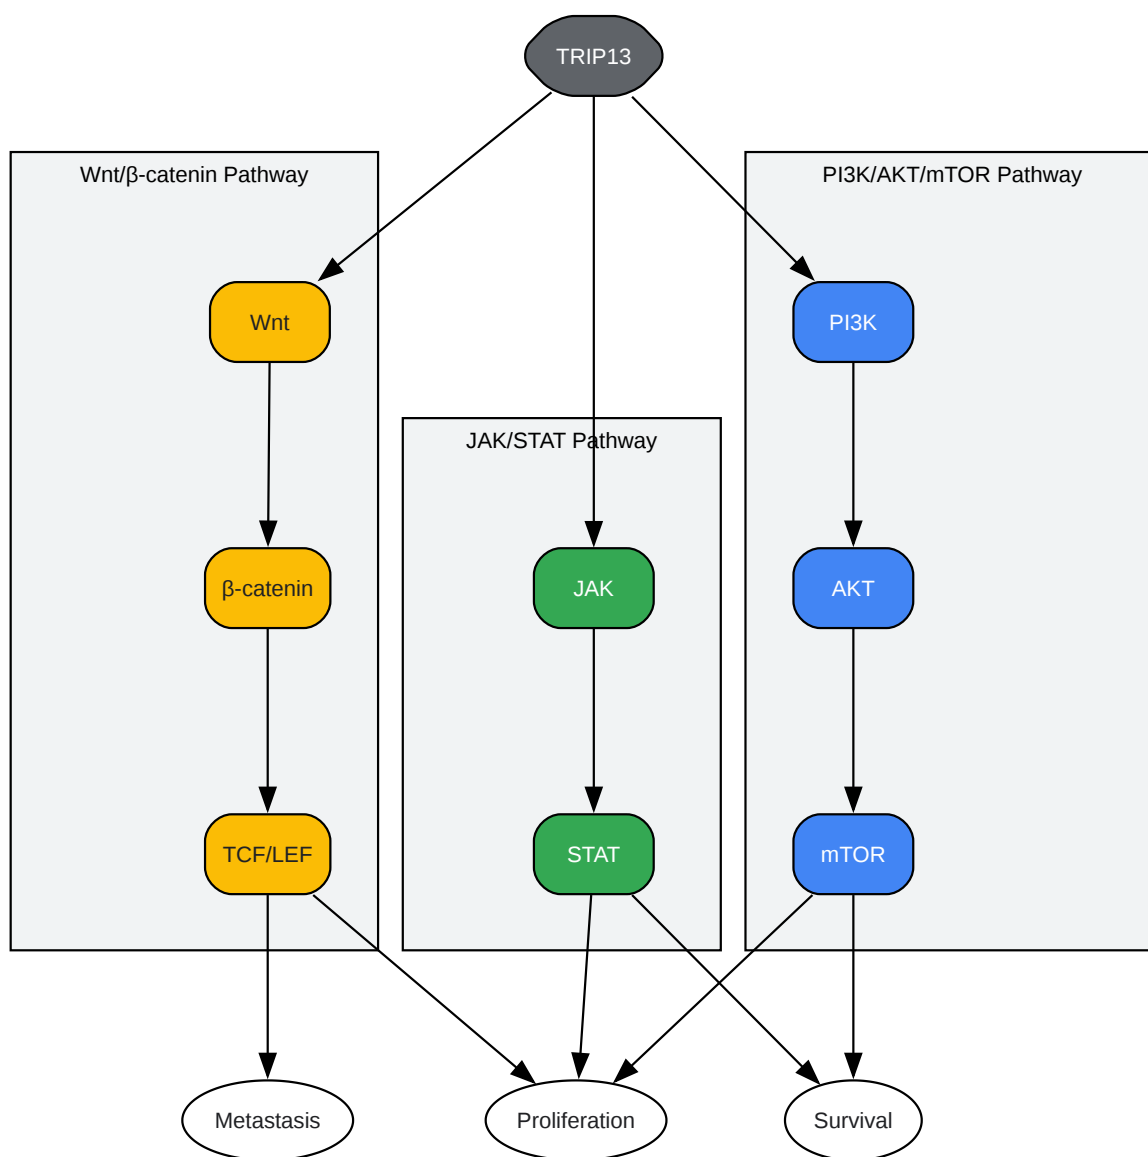 TRIP13
Wnt/β-catenin Pathway
PI3K/AKT/mTOR Pathway
Wnt
PI3K
JAK/STAT Pathway
β-catenin
JAK
AKT
TCF/LEF
STAT
mTOR
Metastasis
Proliferation
Survival